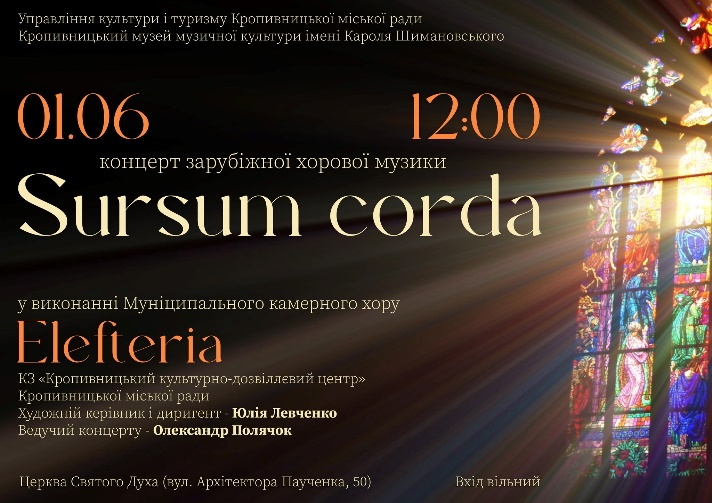 Управління культури і туризму Кропивницької міської ради
Кропивницький музей музичної культури імені Кароля Шимановського
01.06 12:00
концерт зарубіжної хорової музики
Sursum corda
у виконанні Муніципального камерного хору
Elefteria
КЗ «Кропивницький культурно-дозвіллєвий центр»
Кропивницької міської ради
Художній керівник і диригент - Юлія Левченко
Ведучий концерту - Олександр Полячок
Церква Святого Духа (вул. Архітектора Паученка, 50) Вхід вільний